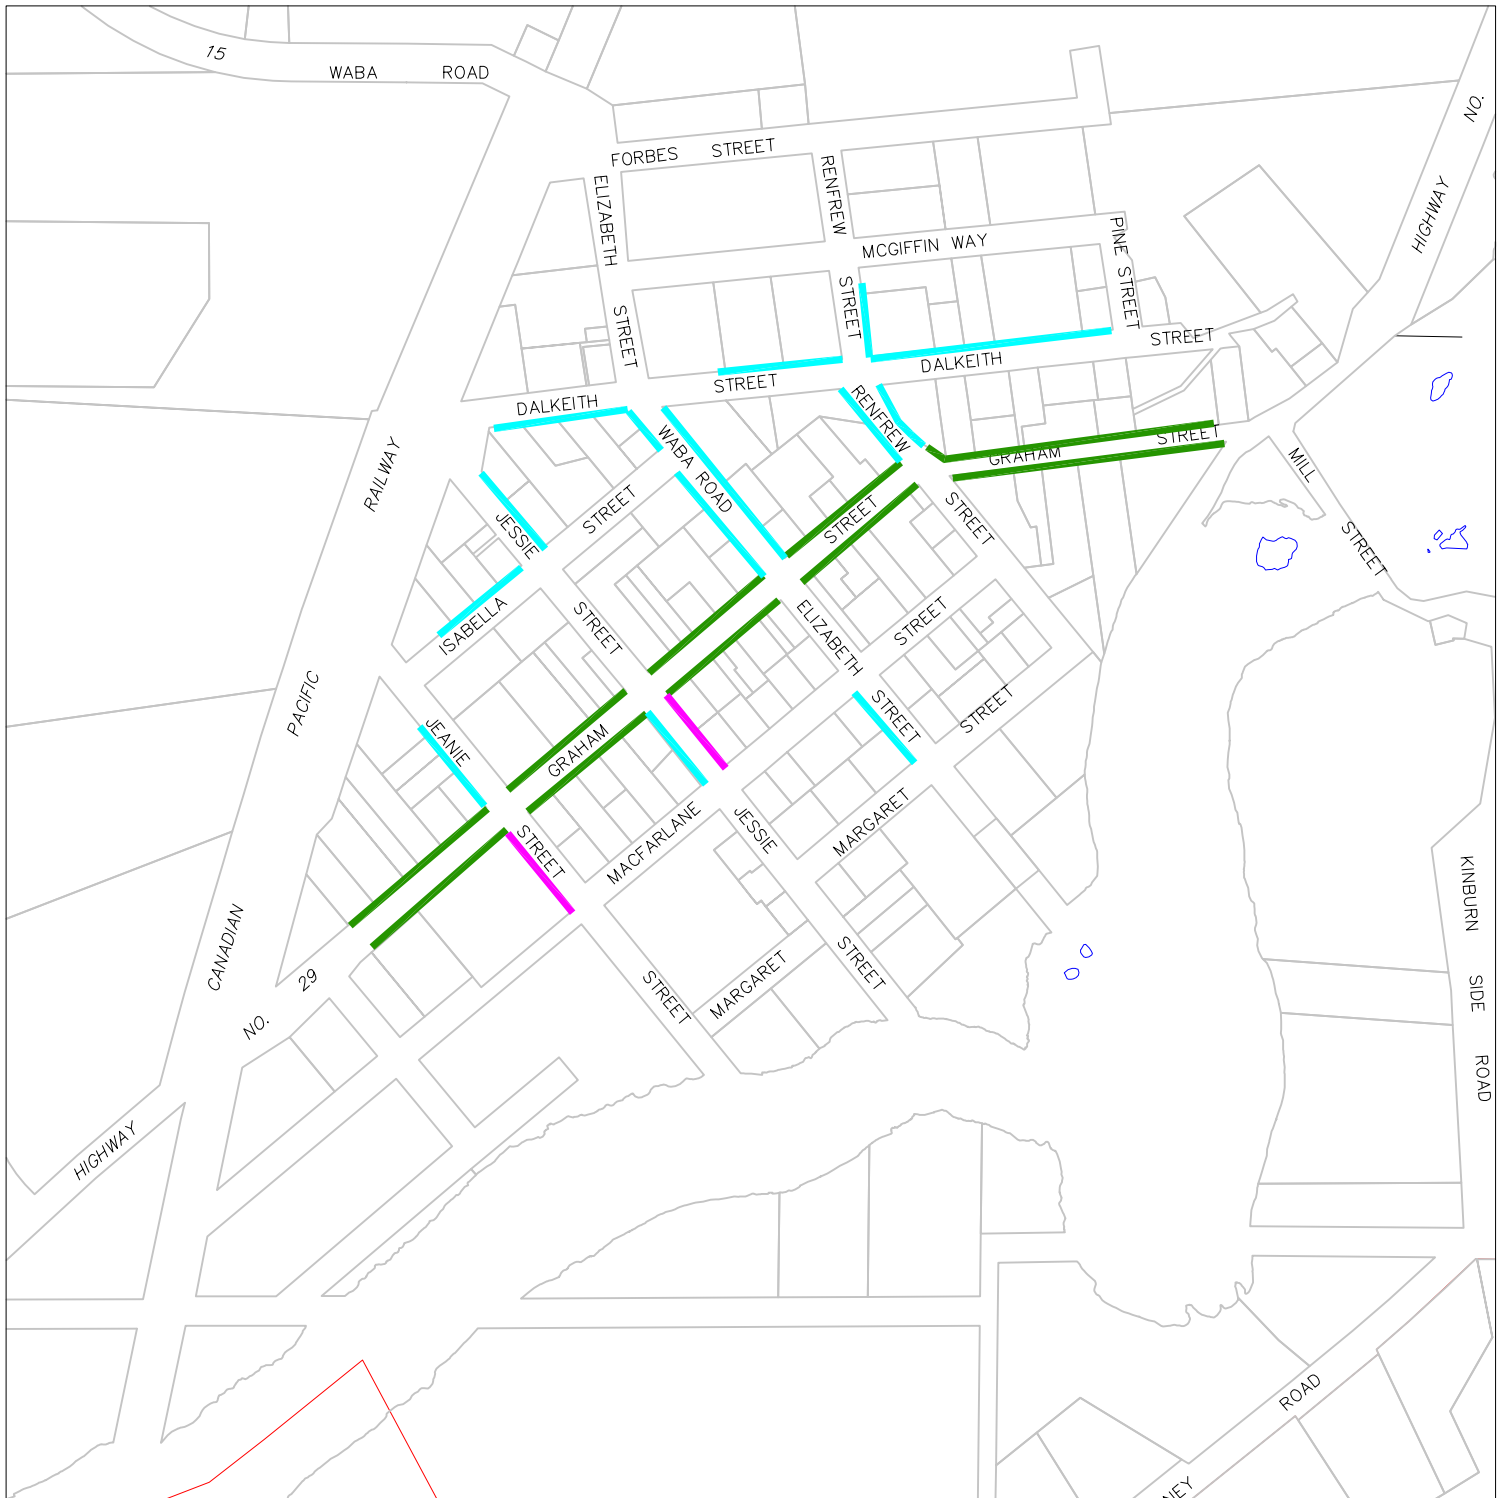 15
WABA ROAD
NO.
FORBES STREET
RENFREW
ELIZABETH
HIGHWAY
MCGIFFIN WAY
PINE STREET
STREET
STREET
STREET
DALKEITH
STREET
DALKEITH
RENFREW
WABA ROAD
STREET
GRAHAM
RAILWAY
MILL
STREET
JESSIE
STREET
STREET
STREET
ISABELLA
STREET
ELIZABETH
STREET
PACIFIC
JEANIE
GRAHAM
STREET
STREET
STREET
MACFARLANE
JESSIE
MARGARET
KINBURN
SIDE
ROAD
CANADIAN
29
NO.
STREET
MARGARET
STREET
HIGHWAY
ROAD
NEY